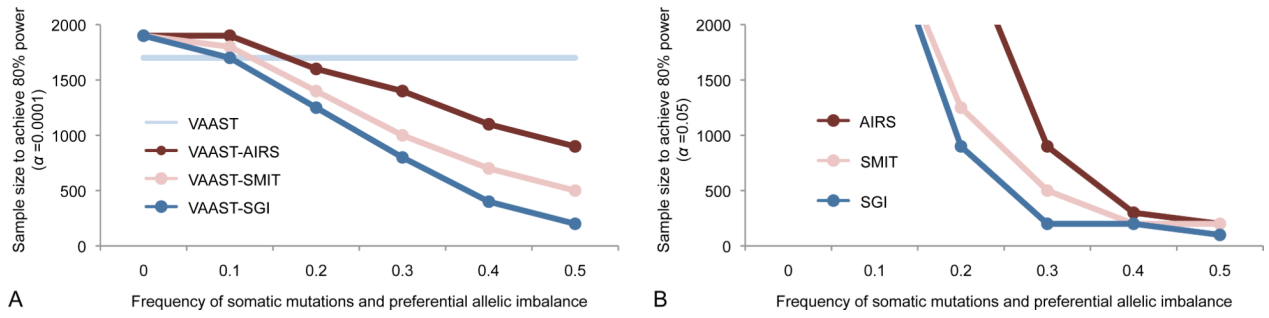 Sample size to achieve 80% power
(α =0.0001)
2000
1500
1000
500
0
VAAST
VAAST-AIRS
VAAST-SMIT
VAAST-SGI
0 0.1 0.2 0.3 0.4 0.5
A Frequency of somatic mutations and preferential allelic imbalance
Sample size to achieve 80% power
(α =0.05)
2000
1500
1000
500
0
AIRS
SMIT
SGI
0 0.1 0.2 0.3 0.4 0.5
B Frequency of somatic mutations and preferential allelic imbalance